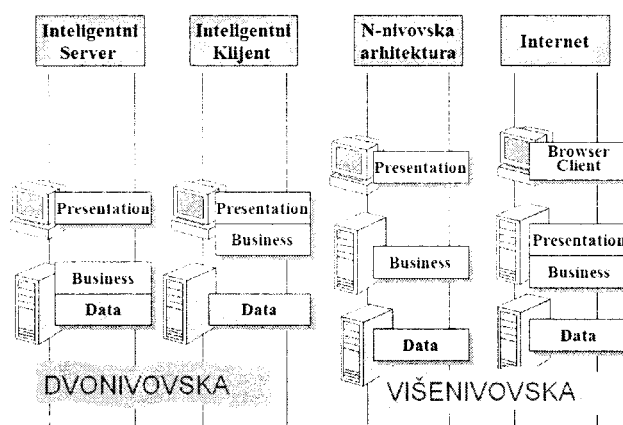 Inteligentni
Server
Inteligentni
Klijent
N-nivovska
arhitektura
Internet
Presentation
Business
Data
Presentation
Business
Data
Presentation
Business
Data
Browser
Client
Presentation
Business
Data
DVONIVOVSKA
VIŠENIVOVSKA